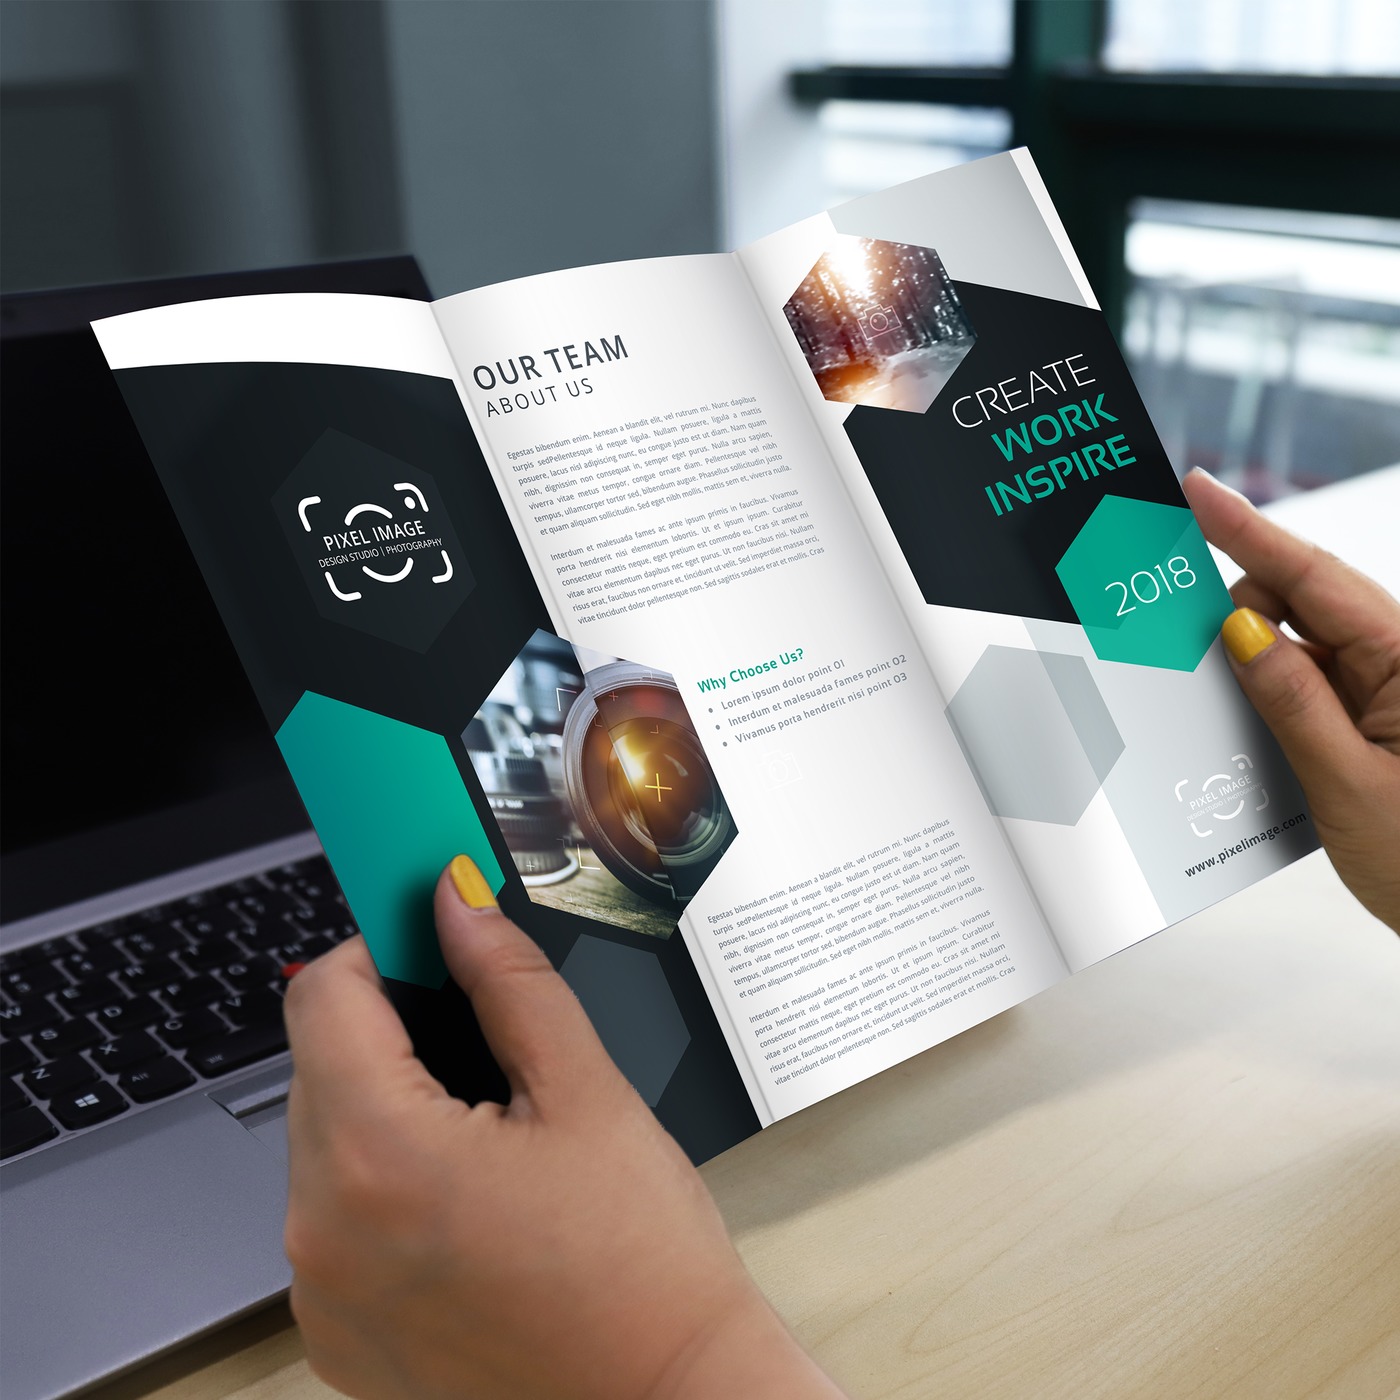 PIXEL IMAGE
DESIGN STUDIO | PHOTOGRAPHY
OUR TEAM
ABOUT US
Egestas bibendum enim. Aenean a blandit elit, vel rutrum mi. Nunc dapibus
turpis sedPellentesque id neque ligula. Nullam posuere, ligula a mattis
posuere, lacus nisl adipiscing nunc, eu congue justo est ut diam. Nam quam
nibh, dignissim non consequat in, semper eget purus. Nulla arcu sapien,
viverra vitae metus tempor, congue ornare diam. Pellentesque vel nibh
tempus, ullamcorper tortor sed, bibendum augue. Phasellus sollicitudin justo
et quam aliquam sollicitudin. Sed eget nibh mollis, mattis sem et, viverra nulla.
Interdum et malesuada fames ac ante ipsum primis in faucibus. Vivamus
porta hendrerit nisi elementum lobortis. Ut et ipsum ipsum. Curabitur
consectetur mattis neque, eget pretium est commodo eu. Cras sit amet mi
vitae arcu elementum dapibus nec eget purus. Ut non faucibus nisi. Nullam
risus erat, faucibus non ornare et, tincidunt ut velit. Sed imperdiet massa orci,
vitae tincidunt dolor pellentesque non. Sed sagittis sodales erat et mollis. Cras
Why Choose Us?
• Lorem ipsum dolor point 01
• Interdum et malesuada fames point 02
• Vivamus porta hendrerit nisi point 03
Egestas bibendum enim. Aenean a blandit elit, vel rutrum mi. Nunc dapibus
turpis sedPellentesque id neque ligula. Nullam posuere, ligula a mattis
posuere, lacus nisl adipiscing nunc, eu congue justo est ut diam. Nam quam
nibh, dignissim non consequat in, semper eget purus. Nulla arcu sapien,
viverra vitae metus tempor, congue ornare diam. Pellentesque vel nibh
tempus, ullamcorper tortor sed, bibendum augue. Phasellus sollicitudin justo
et quam aliquam sollicitudin. Sed eget nibh mollis, mattis sem et, viverra nulla.
Interdum et malesuada fames ac ante ipsum primis in faucibus. Vivamus
porta hendrerit nisi elementum lobortis. Ut et ipsum ipsum. Curabitur
consectetur mattis neque, eget pretium est commodo eu. Cras sit amet mi
vitae arcu elementum dapibus nec eget purus. Ut non faucibus nisi. Nullam
risus erat, faucibus non ornare et, tincidunt ut velit. Sed imperdiet massa orci,
vitae tincidunt dolor pellentesque non. Sed sagittis sodales erat et mollis. Cras
CREATE
WORK
INSPIRE
2018
PIXEL IMAGE
DESIGN STUDIO | PHOTOGRAPHY
www.pixelimage.com
Z
X
Alt